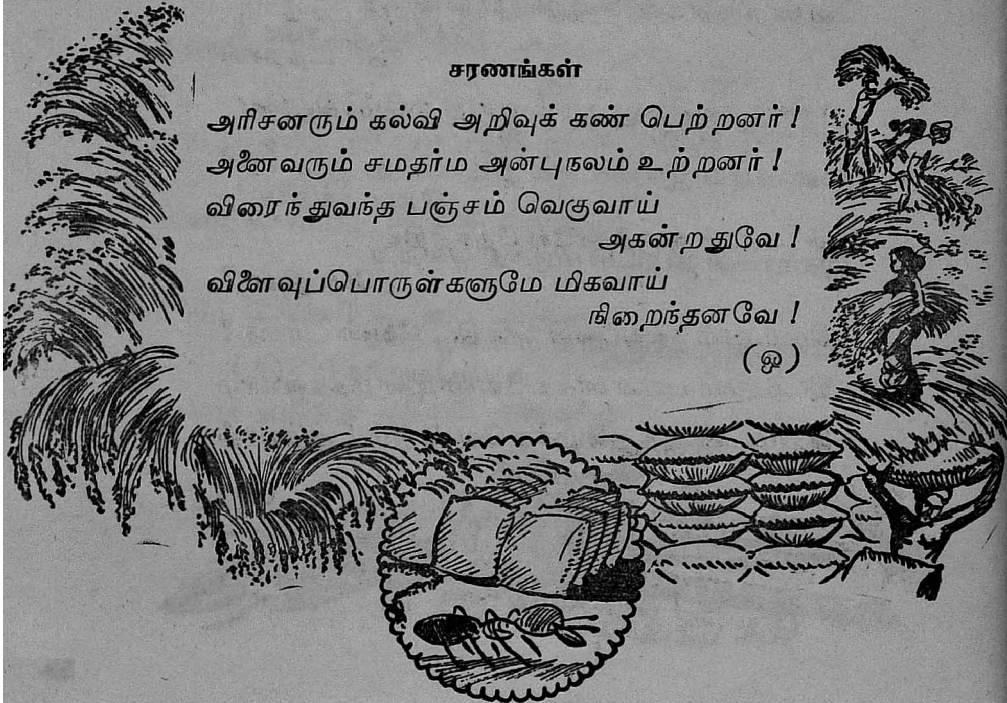 சரணங்கள்
அரிசனரும் கல்வி அறிவுக் கண் பெற்றனர் !
அனைவரும் சமதர்ம அன்புநலம் உற்றனர் !
விரைந்துவந்த பஞ்சம் வெகுவாய்
அகன்றதுவே !
விளைவுப்பொருள்களுமே மிகவாய்
நிறைந்தனவே !
(ஒ)